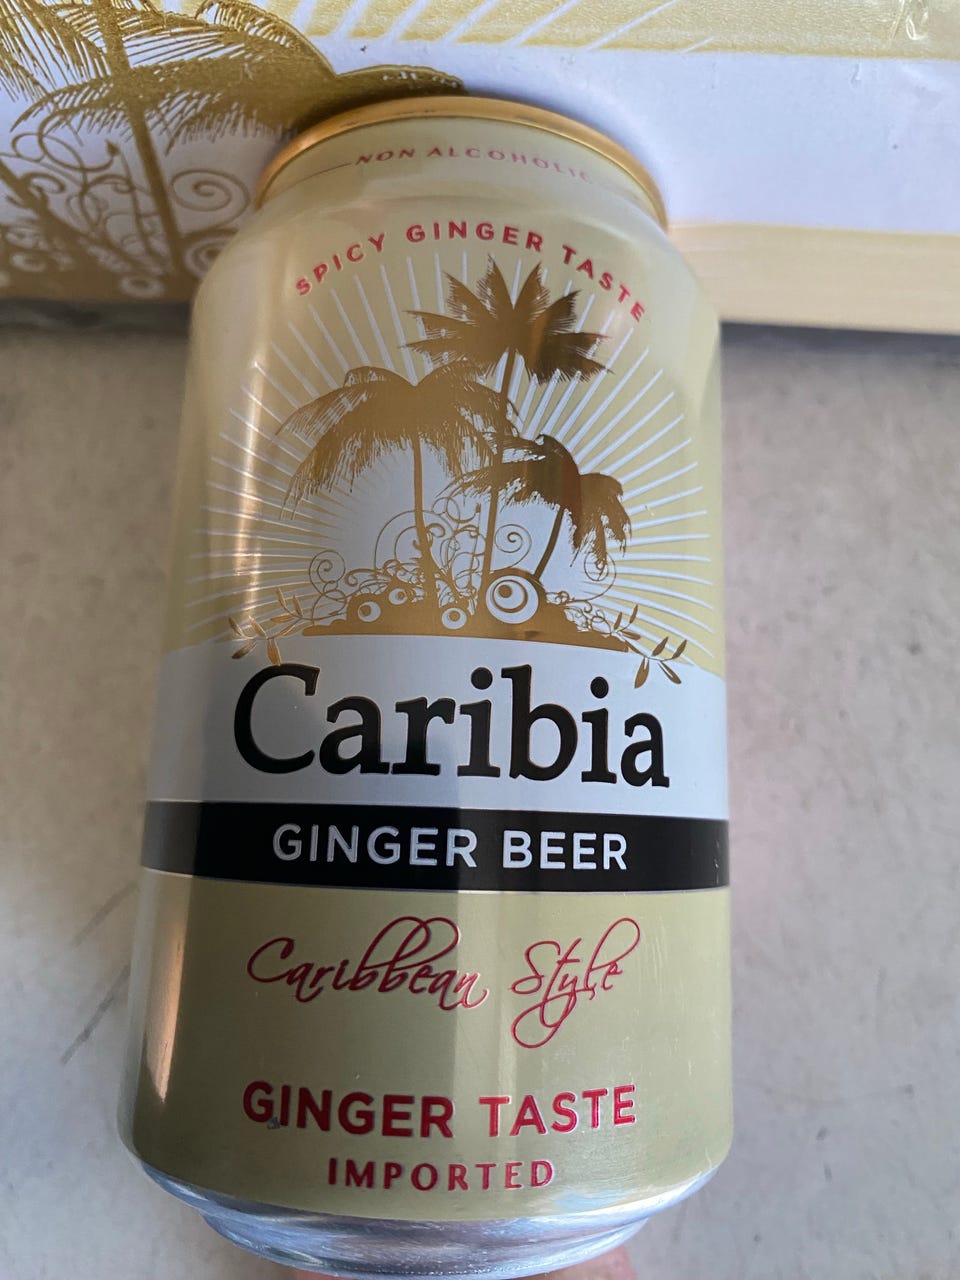 NON ALCOHOLIC
SPICY GINGER TASTE
Caribia
GINGER BEER
Caribbean Style
GINGER TASTE
IMPORTED